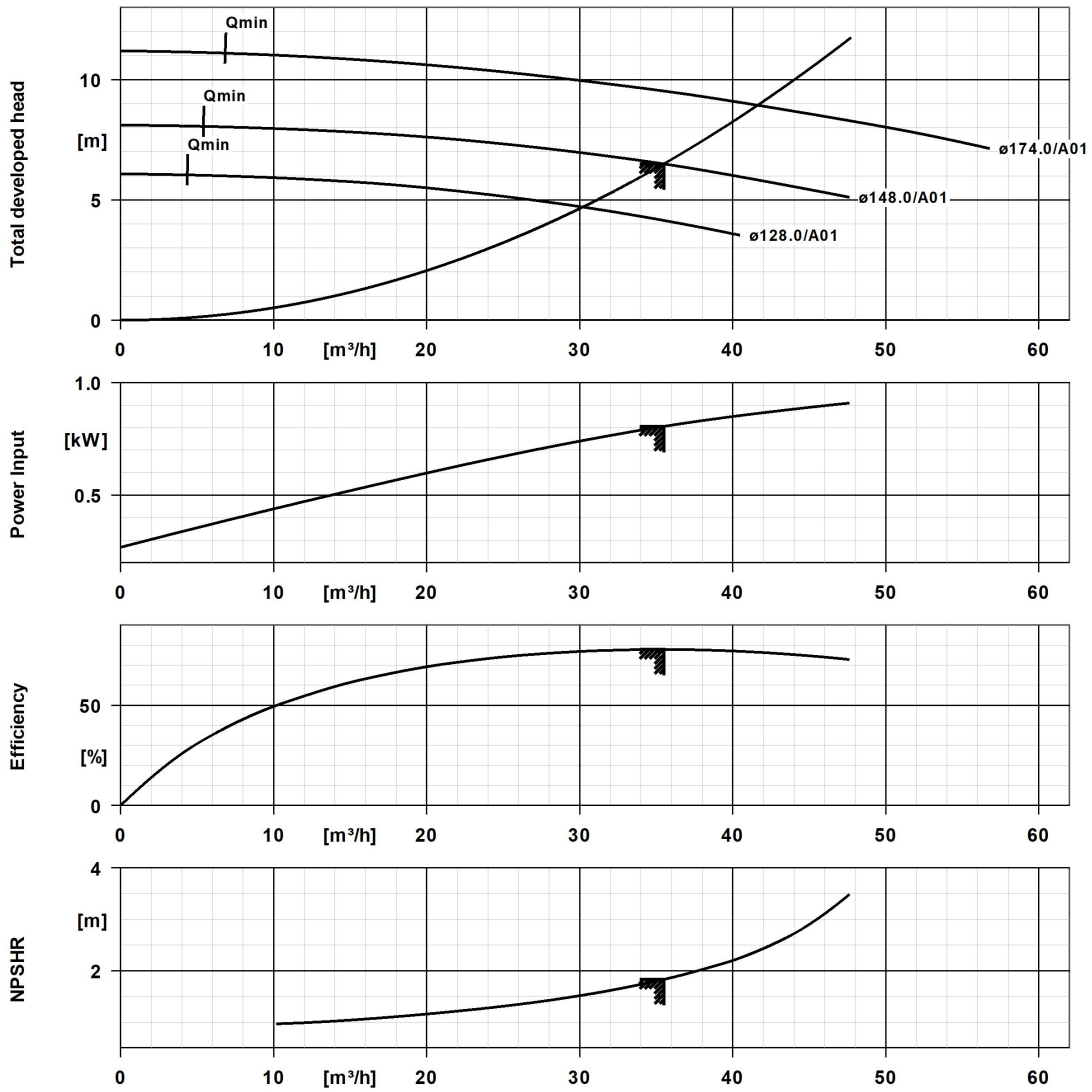 Total developed head
[m]
10
5
0
Qmin
Qmin
Qmin
ø174.0/A01
ø148.0/A01
ø128.0/A01
0 10 [m³/h] 20 30 40 50 60
Power Input
[kW]
1.0
0.5
0 10 [m³/h] 20 30 40 50 60
Efficiency
[%]
50
0
0 10 [m³/h] 20 30 40 50 60
NPSHR
[m]
4
2
0 10 [m³/h] 20 30 40 50 60